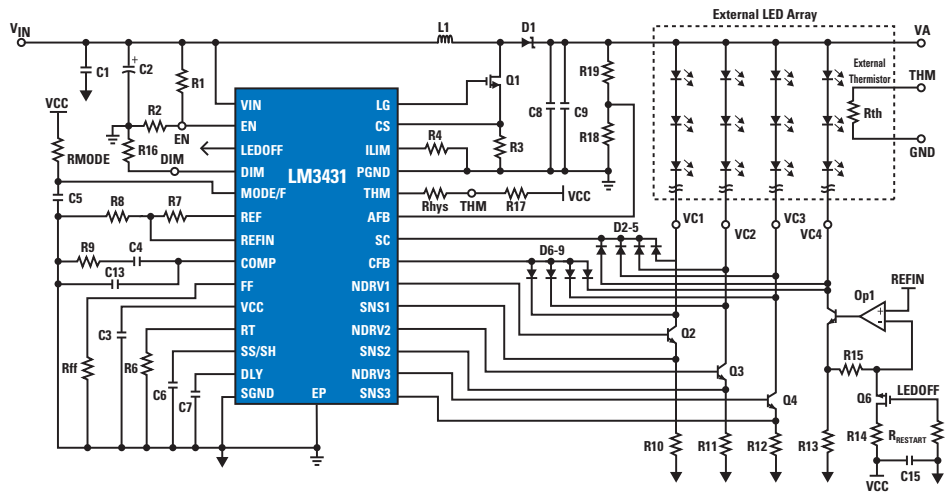 External LED Array
VIN
L1
D1
VA
C1
C2
R1
Q1
R19
C8
C9
R18
External
Thermistor
THM
Rth
GND
VCC
RMODE
R2
EN
R16
DIM
R3
R4
VIN
EN
LEDOFF
DIM
MODE/F
REF
REFIN
COMP
FF
VCC
RT
SS/SH
DLY
SGND
EP
LM3431
LG
CS
ILIM
PGND
THM
AFB
SC
CFB
NDRV1
SNS1
NDRV2
SNS2
NDRV3
SNS3
Rhys
THM
R17
VCC
C5
R8
R7
R9
C4
C13
C3
Rff
R6
C6
C7
VC1
VC2
VC3
VC4
D2-5
D6-9
Q2
Q3
Q4
Op1
REFIN
+
-
R15
LEDOFF
Q6
R10
R11
R12
R13
R14
RRESTART
C15
VCC
+